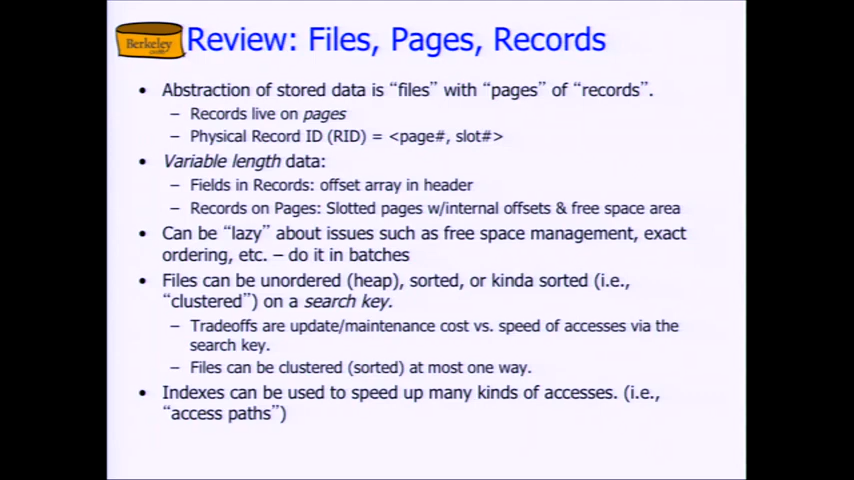 Berkeley
Review: Files, Pages, Records
• Abstraction of stored data is “files” with “pages” of “records”.
– Records live on pages
– Physical Record ID (RID) = <page#, slot#>
• Variable length data:
– Fields in Records: offset array in header
– Records on Pages: Slotted pages w/internal offsets & free space area
• Can be “lazy” about issues such as free space management, exact
ordering, etc. – do it in batches
• Files can be unordered (heap), sorted, or kinda sorted (i.e.,
“clustered”) on a search key.
– Tradeoffs are update/maintenance cost vs. speed of accesses via the
search key.
– Files can be clustered (sorted) at most one way.
• Indexes can be used to speed up many kinds of accesses. (i.e.,
“access paths”)